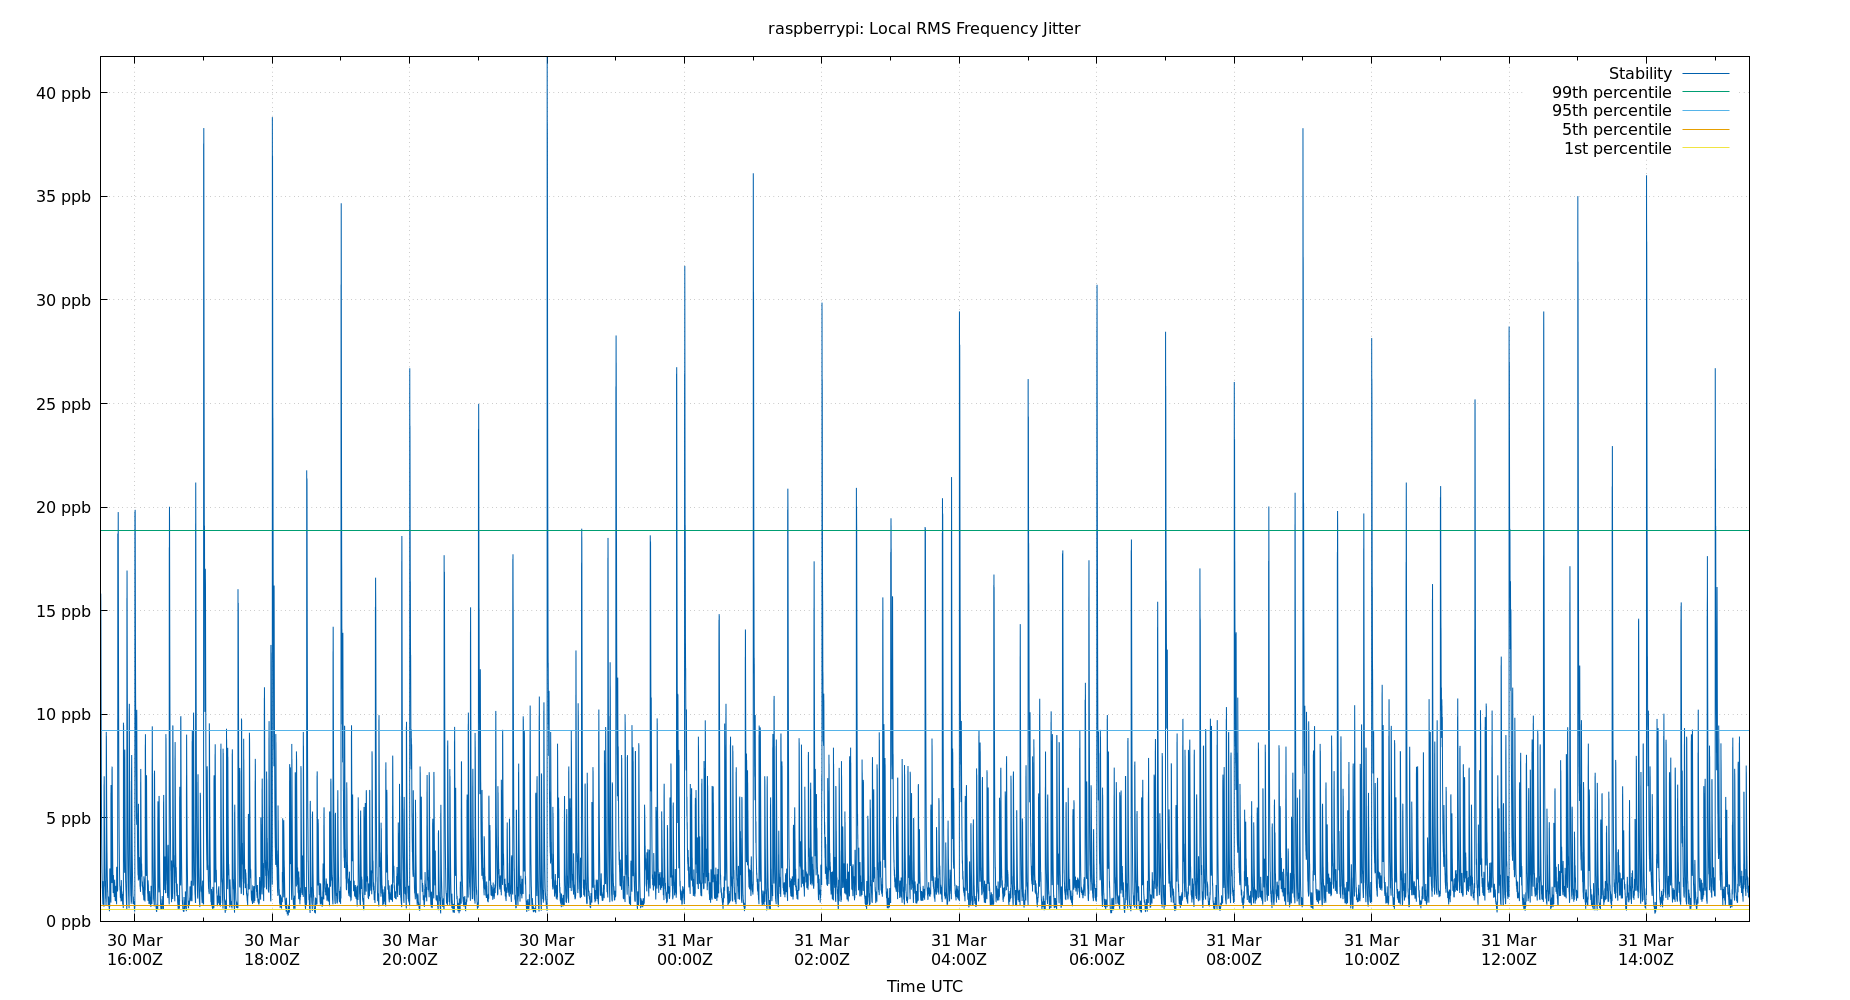 raspberrypi: Local RMS Frequency Jitter
Stability
99th percentile
95th percentile
5th percentile
1st percentile
40 ppb
35 ppb
30 ppb
25 ppb
20 ppb
15 ppb
10 ppb
5 ppb
0 ppb
30 Mar 30 Mar 30 Mar 30 Mar 31 Mar 31 Mar 31 Mar 31 Mar 31 Mar 31 Mar 31 Mar 31 Mar
16:00Z 18:00Z 20:00Z 22:00Z 00:00Z 02:00Z 04:00Z 06:00Z 08:00Z 10:00Z 12:00Z 14:00Z
Time UTC